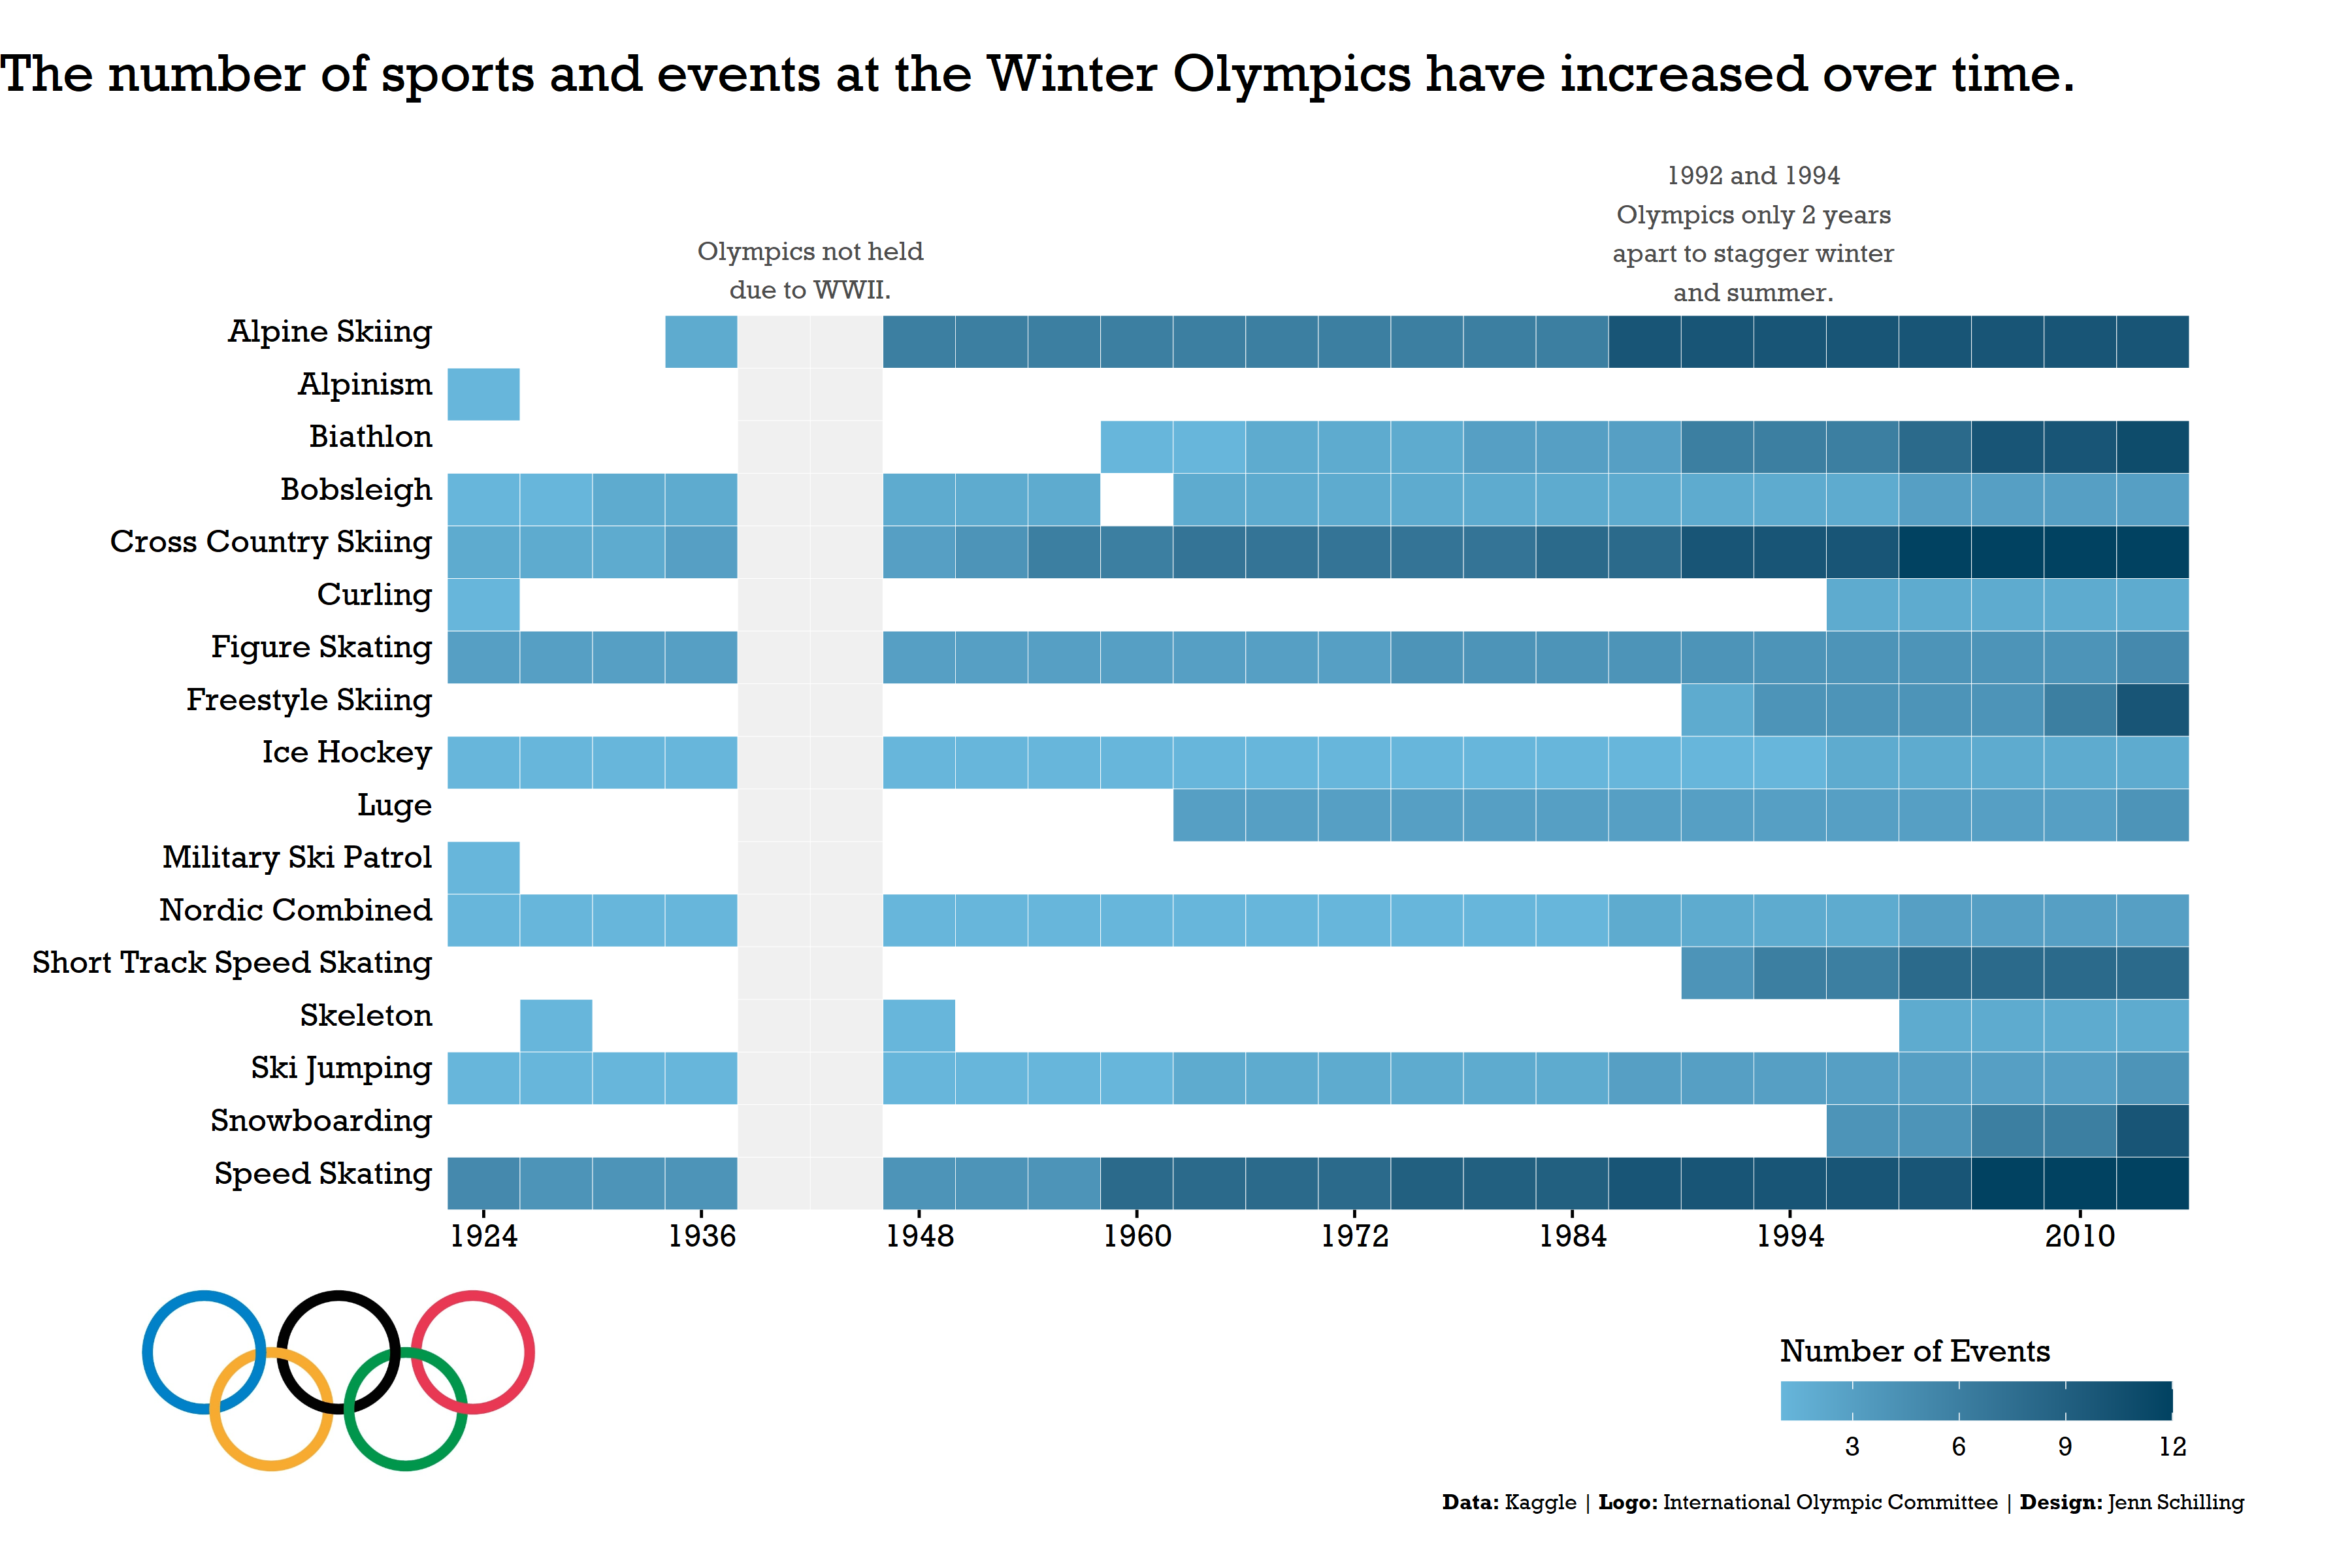 The number of sports and events at the Winter Olympics have increased over time.
1992 and 1994
Olympics only 2 years
apart to stagger winter
and summer.
Olympics not held
due to WWII.
Alpine Skiing
Alpinism
Biathlon
Bobsleigh
Cross Country Skiing
Curling
Figure Skating
Freestyle Skiing
Ice Hockey
Luge
Military Ski Patrol
Nordic Combined
Short Track Speed Skating
Skeleton
Ski Jumping
Snowboarding
Speed Skating
1924 1936 1948 1960 1972 1984 1994 2010
Number of Events
3 6 9 12
Data: Kaggle | Logo: International Olympic Committee | Design: Jenn Schilling